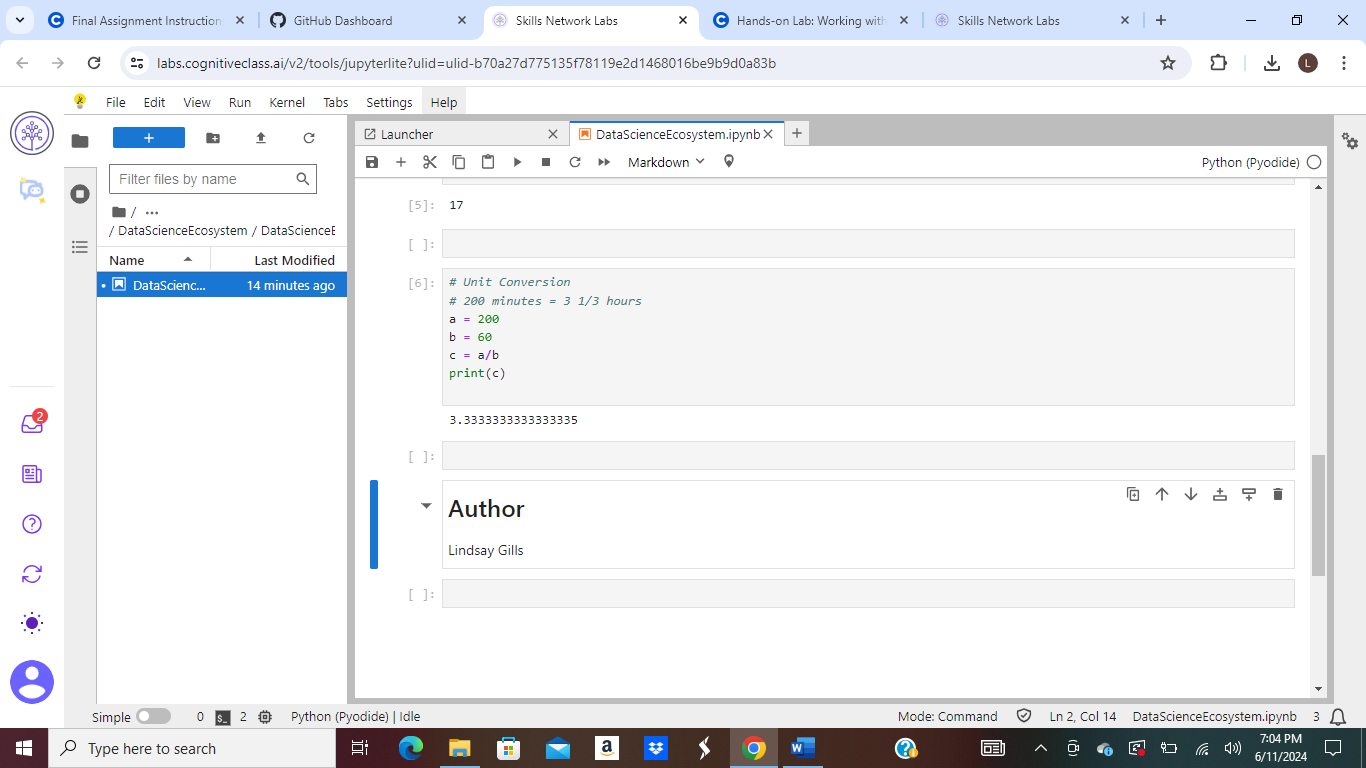 Final Assignment Instruction
GitHub Dashboard
Skills Network Labs
Hands-on Lab: Working with
Skills Network Labs
labs.cognitiveclass.ai/v2/tools/jupyterlite?ulid=ulid-b70a27d775135f78119e2d1468016be9b9d0a83b
L
File Edit View Run Kernel Tabs Settings Help
Launcher
DataScienceEcosystem.ipynb
Markdown
Python (Pyodide)
Filter files by name
/ ...
/ DataScienceEcosystem / DataScienceE
Name Last Modified
DataScienc... 14 minutes ago
2
[5]: 17
[ ]:
[6]: # Unit Conversion
# 200 minutes = 3 1/3 hours
a = 200
b = 60
c = a/b
print(c)
3.3333333333333335
[ ]:
Author
Lindsay Gills
[ ]:
Simple 0 $_ 2 Python (Pyodide) | Idle Mode: Command Ln 2, Col 14 DataScienceEcosystem.ipynb 3
Type here to search
7:04 PM
6/11/2024